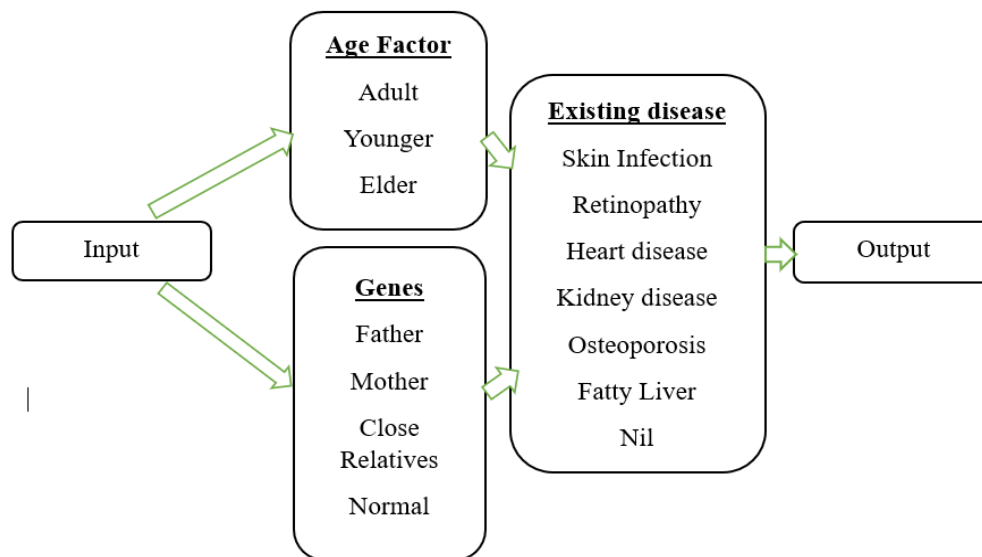 Input
Age Factor
Adult
Younger
Elder
Genes
Father
Mother
Close
Relatives
Normal
Existing disease
Skin Infection
Retinopathy
Heart disease
Kidney disease
Osteoporosis
Fatty Liver
Nil
Output